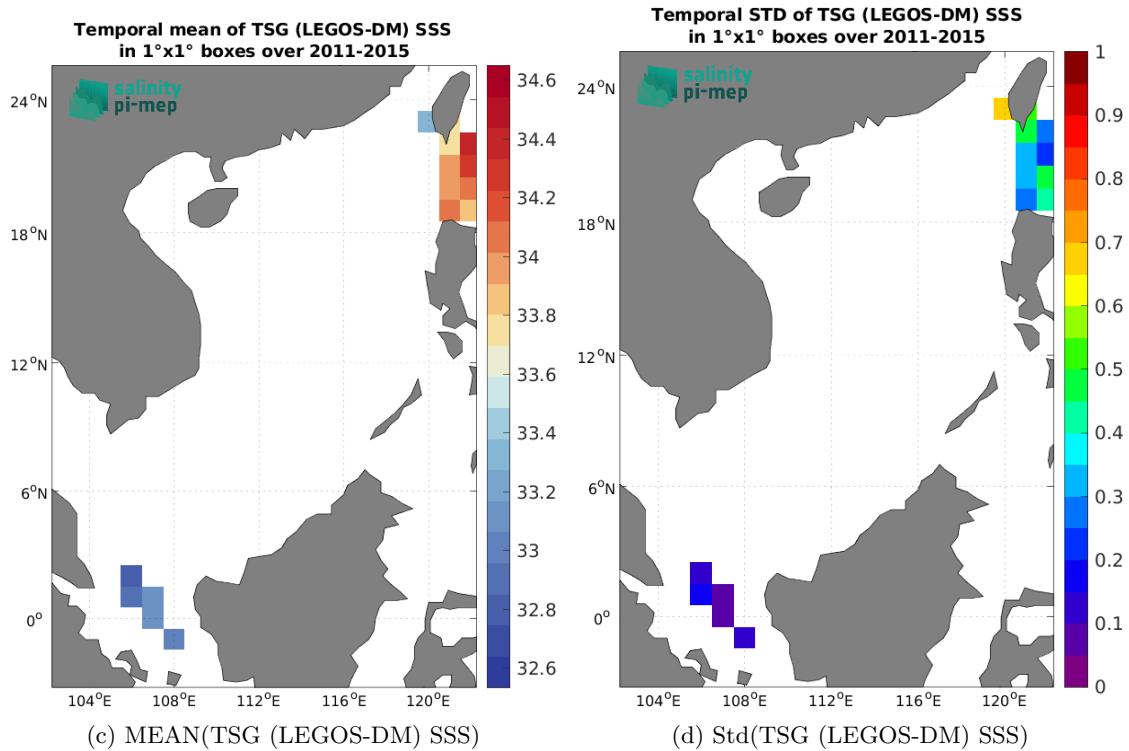 Temporal mean of TSG (LEGOS-DM) SSS
in 1°x1° boxes over 2011-2015
salinity
pi-mep
24°N
18°N
12°N
6°N
0°
104°E
108°E
112°E
116°E
120°E
34.6
34.4
34.2
34
33.8
33.6
33.4
33.2
33
32.8
32.6
(c) MEAN(TSG (LEGOS-DM) SSS)
Temporal STD of TSG (LEGOS-DM) SSS
in 1°x1° boxes over 2011-2015
salinity
pi-mep
24°N
18°N
12°N
6°N
0°
104°E
108°E
112°E
116°E
120°E
1
0.9
0.8
0.7
0.6
0.5
0.4
0.3
0.2
0.1
0
(d) Std(TSG (LEGOS-DM) SSS)